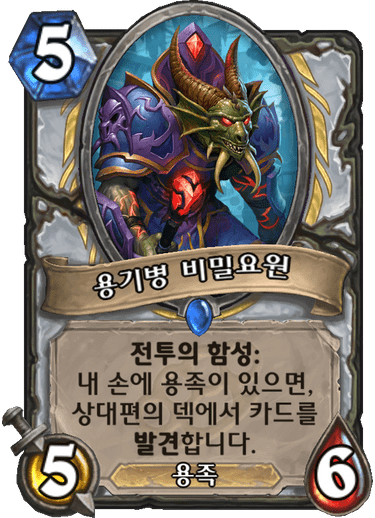 5
용기병 비밀요원
전투의 함성:
내 손에 용족이 있으면,
상대편의 덱에서 카드를
발견합니다.
5
용족
6